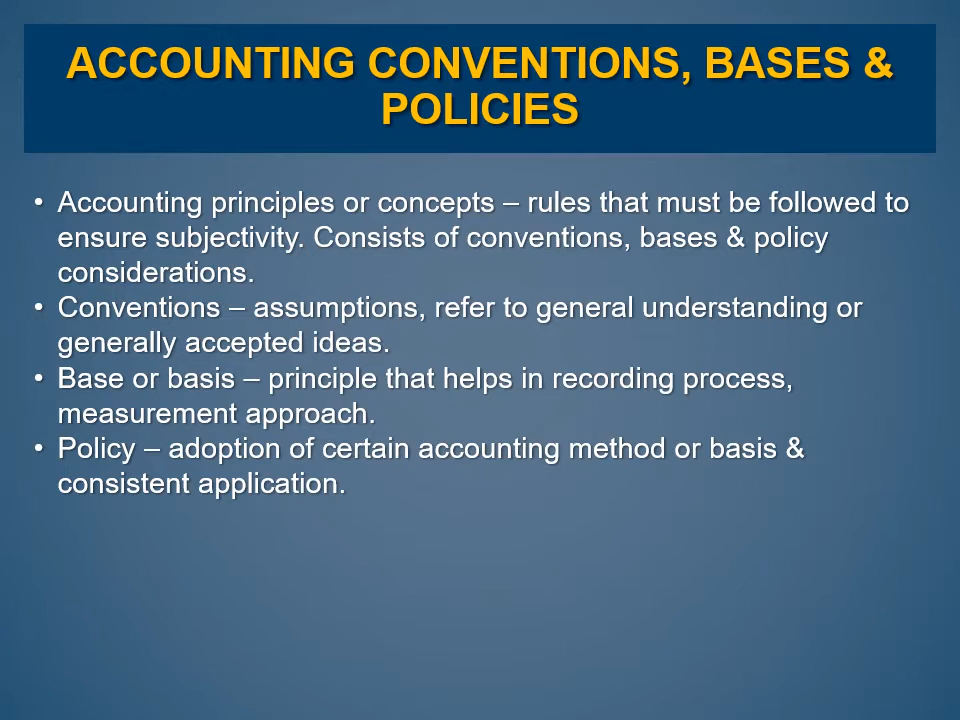 ACCOUNTING CONVENTIONS, BASES &
POLICIES
• Accounting principles or concepts – rules that must be followed to
ensure subjectivity. Consists of conventions, bases & policy
considerations.
• Conventions – assumptions, refer to general understanding or
generally accepted ideas.
• Base or basis – principle that helps in recording process,
measurement approach.
• Policy – adoption of certain accounting method or basis &
consistent application.